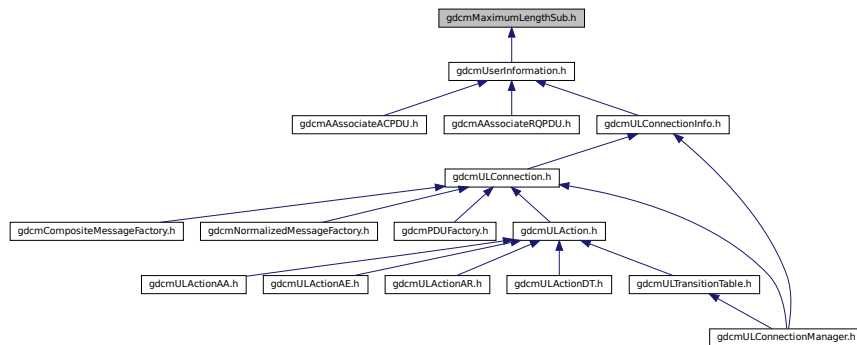 gdcmMaximumLengthSub.h
gdcmUserInformation.h
gdcmAAssociateACPDU.h
gdcmAAssociateRQPDU.h
gdcmULConnectionInfo.h
gdcmULConnection.h
gdcmCompositeMessageFactory.h
gdcmNormalizedMessageFactory.h
gdcmPDUFactory.h
gdcmULAction.h
gdcmULActionAA.h
gdcmULActionAE.h
gdcmULActionAR.h
gdcmULActionDT.h
gdcmULTransitionTable.h
gdcmULConnectionManager.h